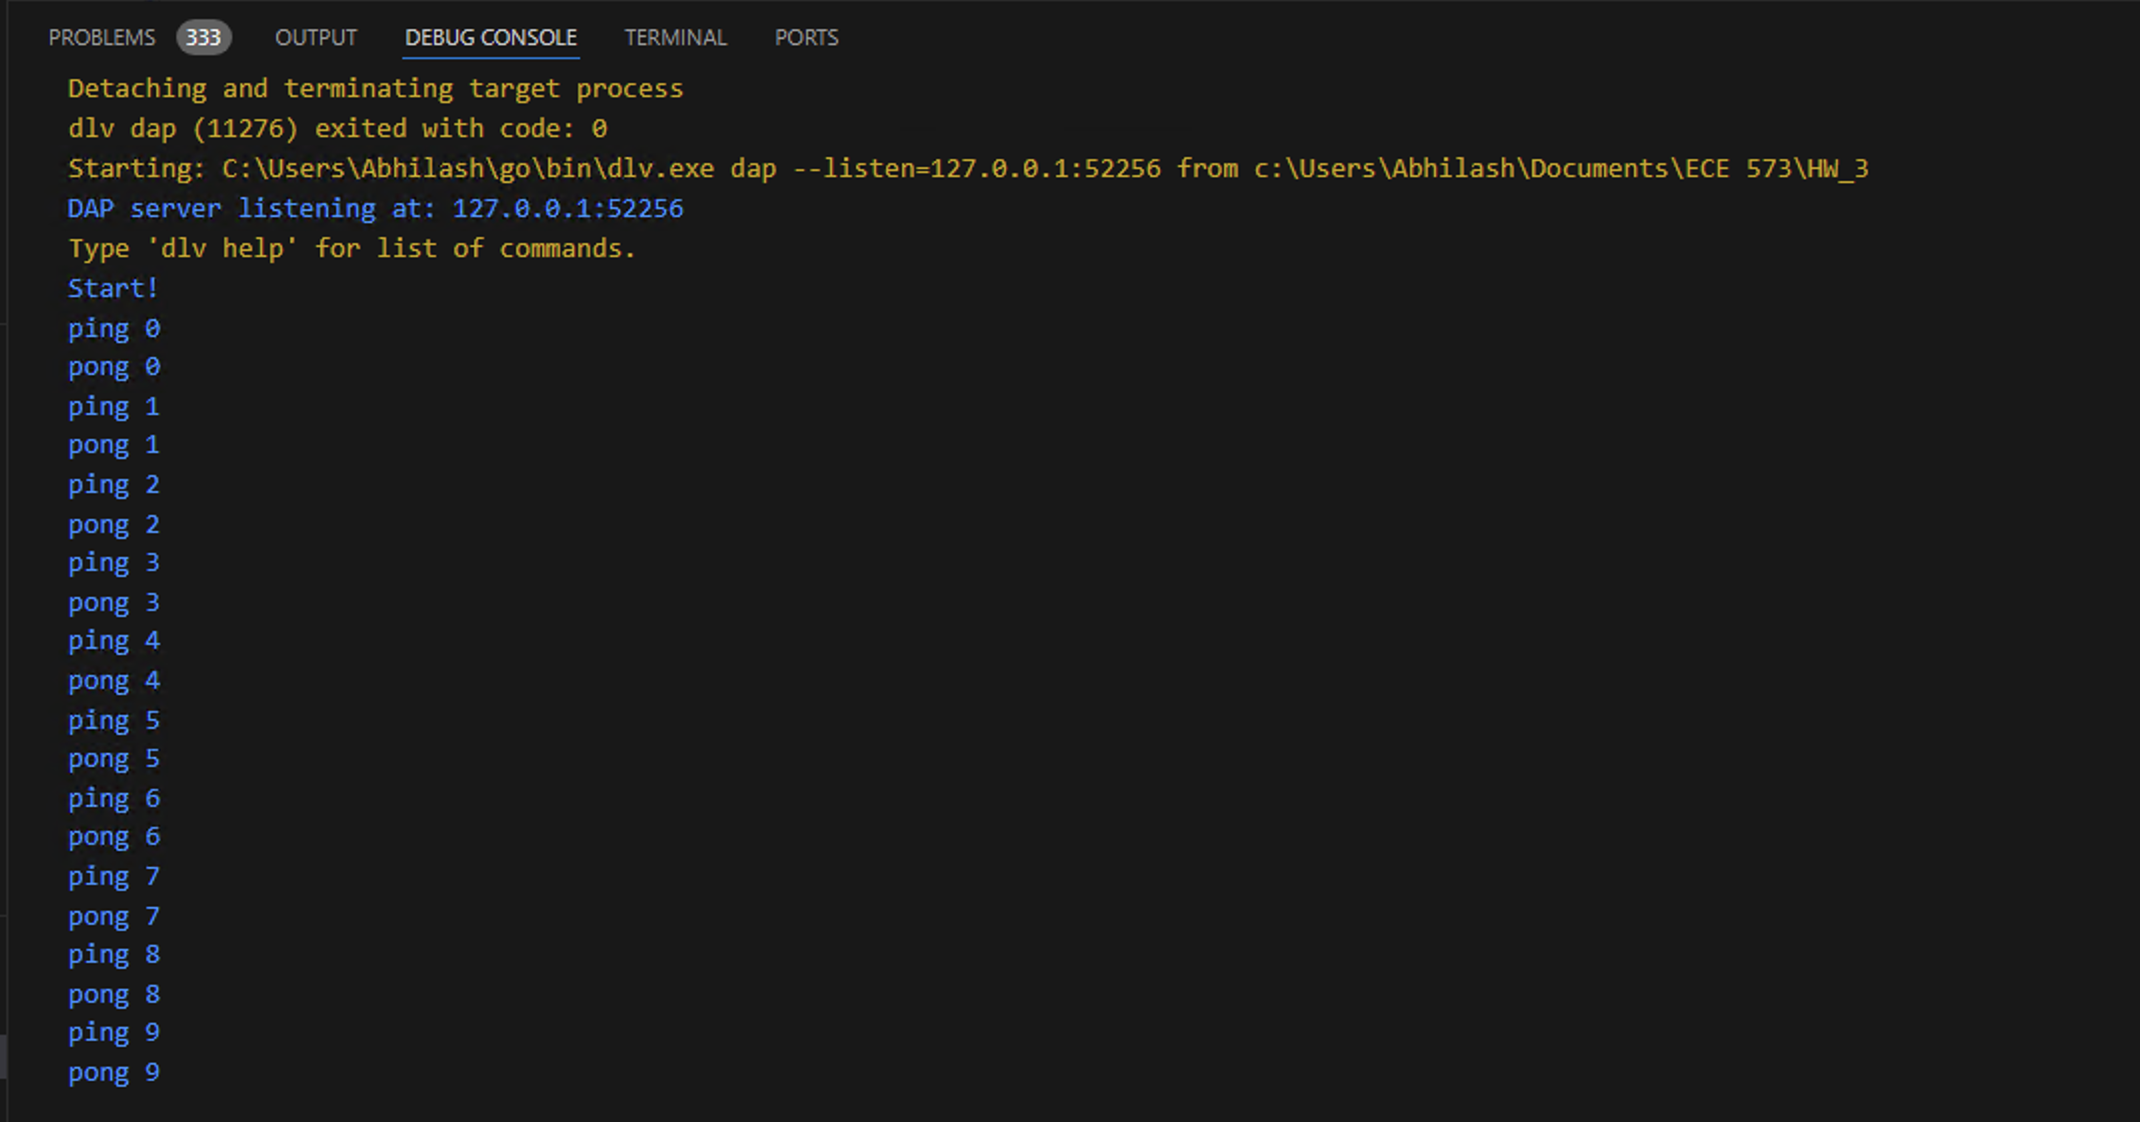 PROBLEMS 333 OUTPUT DEBUG CONSOLE TERMINAL PORTS
Detaching and terminating target process
dlv dap (11276) exited with code: 0
Starting: C:\Users\Abhilash\go\bin\dlv.exe dap --listen=127.0.0.1:52256 from c:\Users\Abhilash\Documents\ECE 573\HW_3
DAP server listening at: 127.0.0.1:52256
Type 'dlv help' for list of commands.
Start!
ping 0
pong 0
ping 1
pong 1
ping 2
pong 2
ping 3
pong 3
ping 4
pong 4
ping 5
pong 5
ping 6
pong 6
ping 7
pong 7
ping 8
pong 8
ping 9
pong 9